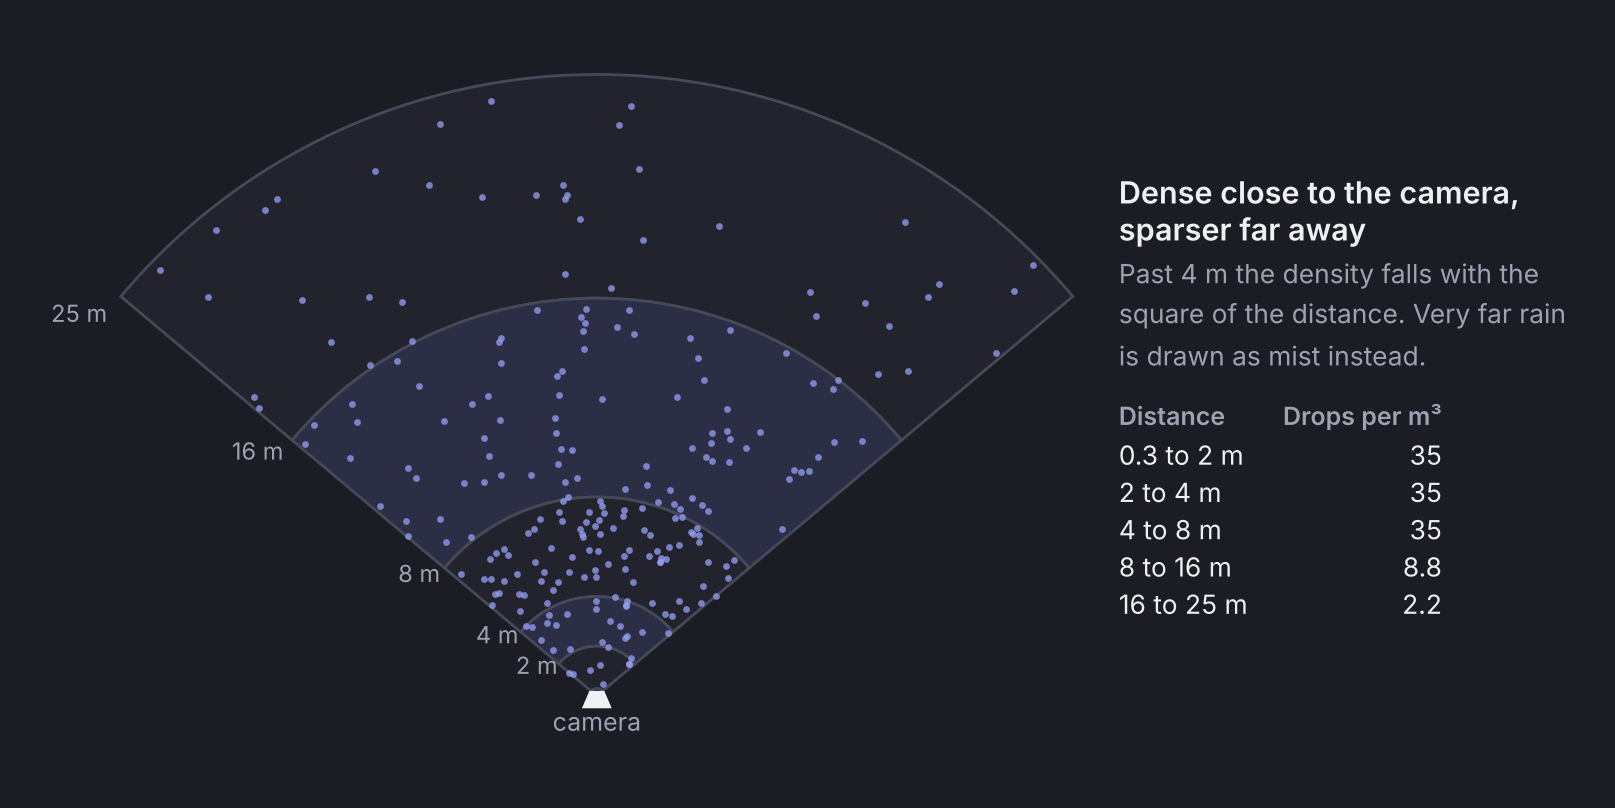 Dense close to the camera,
sparser far away
Past 4 m the density falls with the
square of the distance. Very far rain
is drawn as mist instead.
Distance Drops per m³
0.3 to 2 m 35
2 to 4 m 35
4 to 8 m 35
8 to 16 m 8.8
16 to 25 m 2.2
25 m
16 m
8 m
4 m
2 m
camera